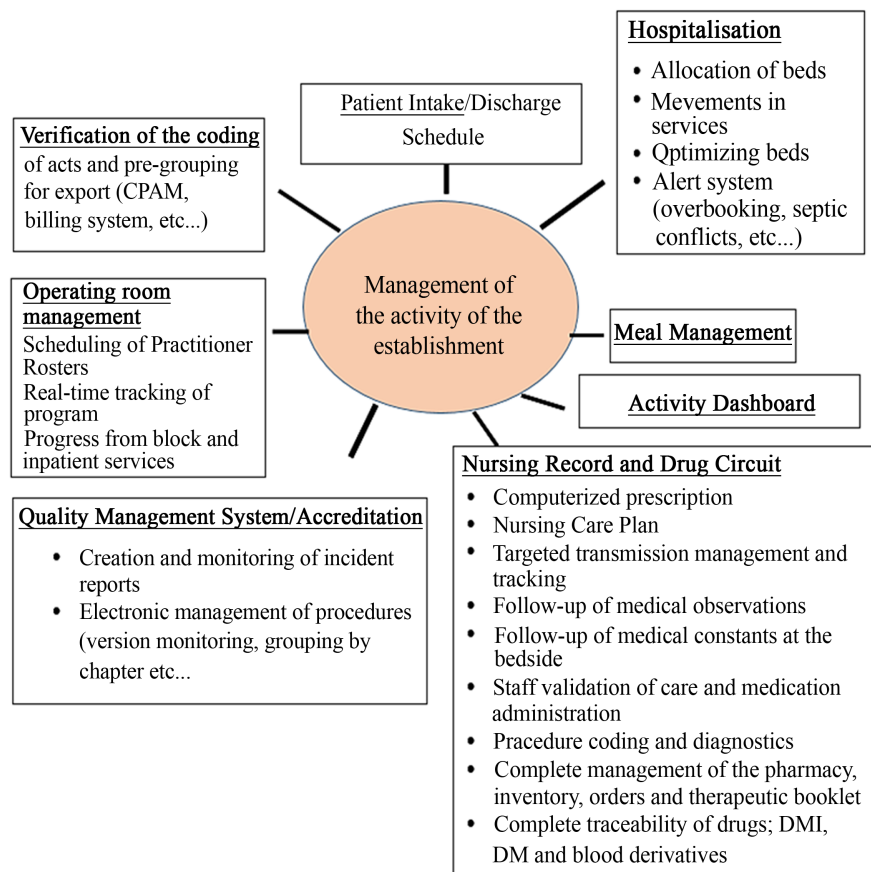 Hospitalisation
• Allocation of beds
• Mevements in
services
• Qptimizing beds
• Alert system
(overbooking, septic
conflicts, etc...)
Patient Intake/Discharge
Schedule
Verification of the coding
of acts and pre-grouping
for export (CPAM,
billing system, etc...)
Management of
the activity of the
establishment
Operating room
management
Scheduling of Practitioner
Rosters
Real-time tracking of
program
Progress from block and
inpatient services
Meal Management
Activity Dashboard
Nursing Record and Drug Circuit
• Computerized prescription
• Nursing Care Plan
• Targeted transmission management and
tracking
• Follow-up of medical observations
• Follow-up of medical constants at the
bedside
• Staff validation of care and medication
administration
• Pracedure coding and diagnostics
• Complete management of the pharmacy,
inventory, orders and therapeutic booklet
• Complete traceability of drugs; DMI,
DM and blood derivatives
Quality Management System/Accreditation
• Creation and monitoring of incident
reports
• Electronic management of procedures
(version monitoring, grouping by
chapter etc...